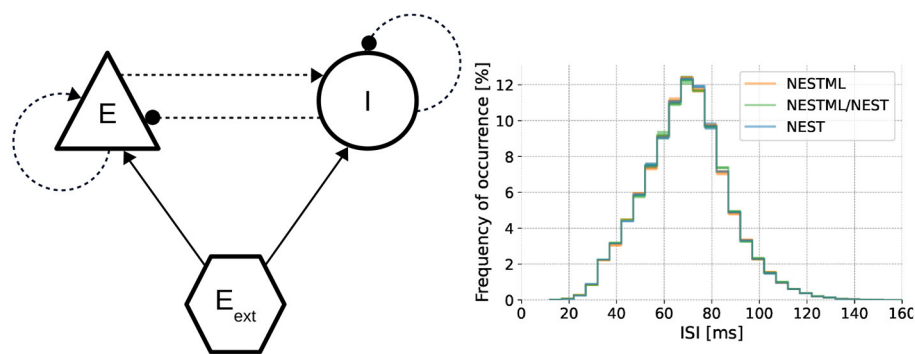 E
I
E ext
NESTML
NESTML/NEST
NEST
Frequency of occurrence [%]
12
10
8
6
4
2
0
0 20 40 60 80 100 120 140 160
ISI [ms]